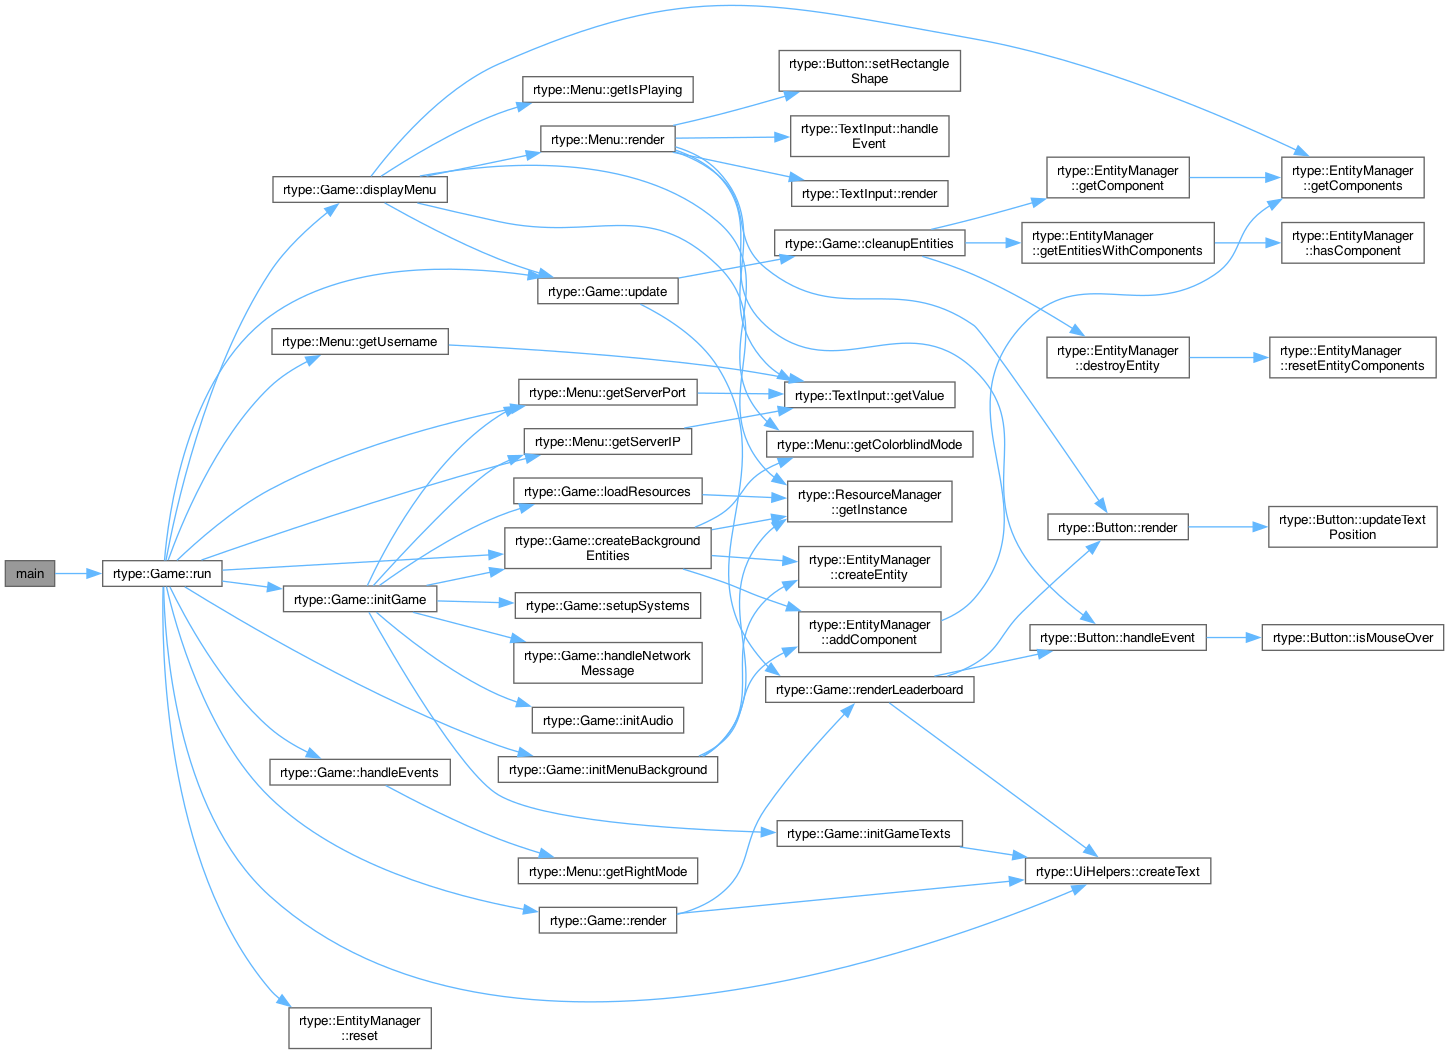 main
rtype::Game::run
rtype::Game::displayMenu
rtype::Menu::getUsername
rtype::Game::initGame
rtype::Game::handleEvents
rtype::EntityManager
::reset
rtype::Menu::getIsPlaying
rtype::Menu::render
rtype::Game::update
rtype::Menu::getServerPort
rtype::Menu::getServerIP
rtype::Game::loadResources
rtype::Game::createBackground
Entities
rtype::Game::setupSystems
rtype::Game::handleNetwork
Message
rtype::Game::initAudio
rtype::Game::initMenuBackground
rtype::Menu::getRightMode
rtype::Game::render
rtype::Button::setRectangle
Shape
rtype::TextInput::handle
Event
rtype::TextInput::render
rtype::Game::cleanupEntities
rtype::TextInput::getValue
rtype::Menu::getColorblindMode
rtype::ResourceManager
::getInstance
rtype::EntityManager
::createEntity
rtype::EntityManager
::addComponent
rtype::Game::renderLeaderboard
rtype::Game::initGameTexts
rtype::EntityManager
::getComponent
rtype::EntityManager
::getEntitiesWithComponents
rtype::EntityManager
::destroyEntity
rtype::Button::render
rtype::Button::handleEvent
rtype::UiHelpers::createText
rtype::EntityManager
::getComponents
rtype::EntityManager
::hasComponent
rtype::EntityManager
::resetEntityComponents
rtype::Button::updateText
Position
rtype::Button::isMouseOver